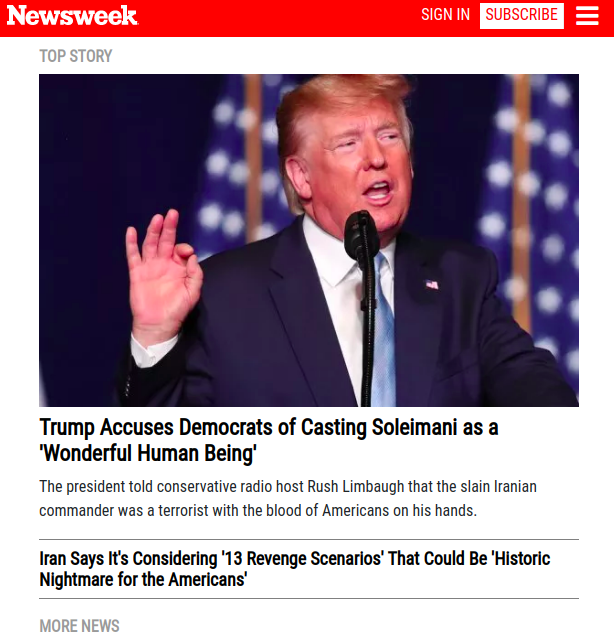 Newsweek
SIGN IN
SUBSCRIBE
TOP STORY
Trump Accuses Democrats of Casting Soleimani as a
'Wonderful Human Being'
The president told conservative radio host Rush Limbaugh that the slain Iranian
commander was a terrorist with the blood of Americans on his hands.
Iran Says It's Considering '13 Revenge Scenarios' That Could Be 'Historic
Nightmare for the Americans'
MORE NEWS